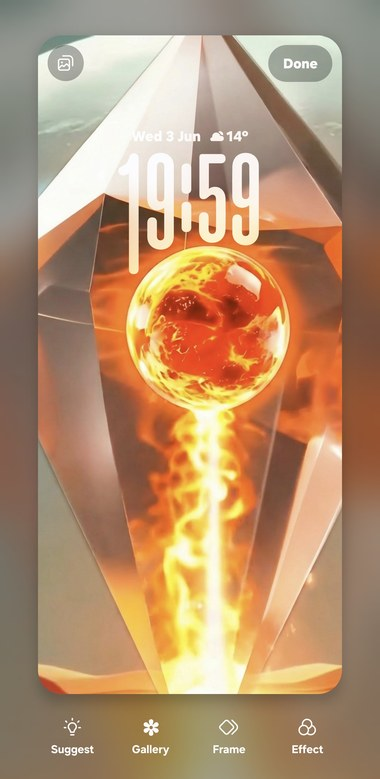 Done
Wed 3 Jun 14°
19:59
Suggest
Gallery
Frame
Effect